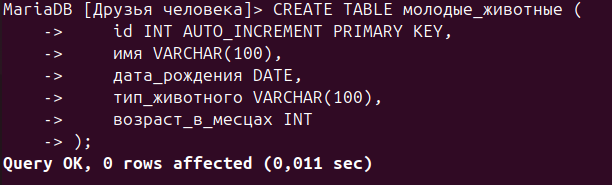 MariaDB [Друзья человека]> CREATE TABLE молодые_животные (
-> id INT AUTO_INCREMENT PRIMARY KEY,
-> имя VARCHAR(100),
-> дата_рождения DATE,
-> тип_животного VARCHAR(100),
-> возраст_в_месцах INT
-> );
Query OK, 0 rows affected (0,011 sec)